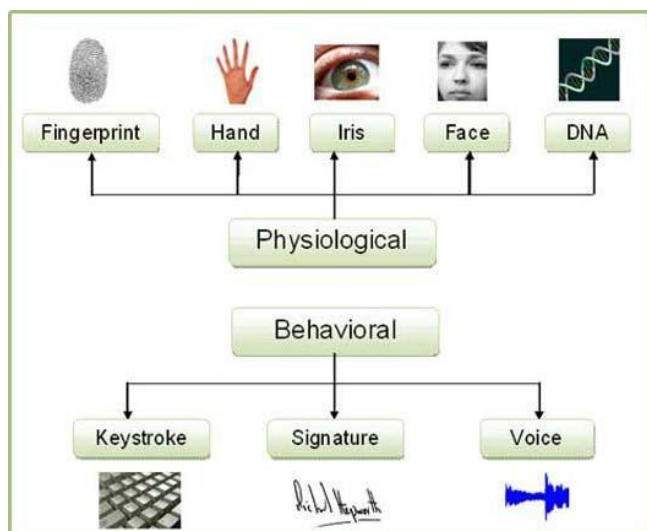 Fingerprint
Hand
Iris
Face
DNA
Physiological
Behavioral
Keystroke
Signature
Voice